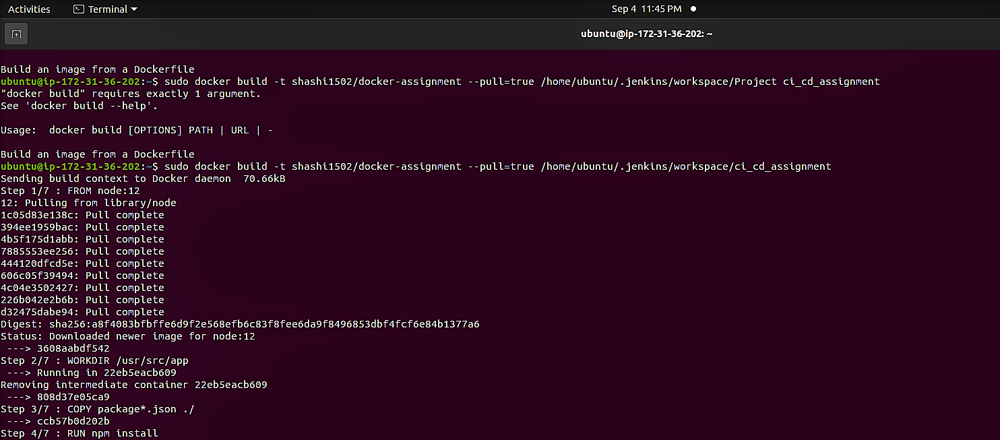 Activities
Terminal
Sep 4 11:45 PM
ubuntu@ip-172-31-36-202: ~
Build an image from a Dockerfile
ubuntu@ip-172-31-36-202:~$ sudo docker build -t shashi1502/docker-assignment --pull=true /home/ubuntu/.jenkins/workspace/Project ci_cd_assignment
"docker build" requires exactly 1 argument.
See 'docker build --help'.
Usage:  docker build [OPTIONS] PATH | URL | -
Build an image from a Dockerfile
ubuntu@ip-172-31-36-202:~$ sudo docker build -t shashi1502/docker-assignment --pull=true /home/ubuntu/.jenkins/workspace/ci_cd_assignment
Sending build context to Docker daemon  70.66kB
Step 1/7 : FROM node:12
12: Pulling from library/node
1c05d83e138c: Pull complete
394ee1959bac: Pull complete
4b5f175d1abb: Pull complete
7885553ee256: Pull complete
444120dfcd5e: Pull complete
606c05f39494: Pull complete
4c04e3502427: Pull complete
226b042e2b6b: Pull complete
d32475dabe94: Pull complete
Digest: sha256:a8f4083bfbffe6d9f2e568efb6c83f8fee6da9f8496853dbf4fcf6e84b1377a6
Status: Downloaded newer image for node:12
 ---> 3608aabdf542
Step 2/7 : WORKDIR /usr/src/app
 ---> Running in 22eb5eacb609
Removing intermediate container 22eb5eacb609
 ---> 808d37e05ca9
Step 3/7 : COPY package*.json ./
 ---> ccb57b0d202b
Step 4/7 : RUN npm install